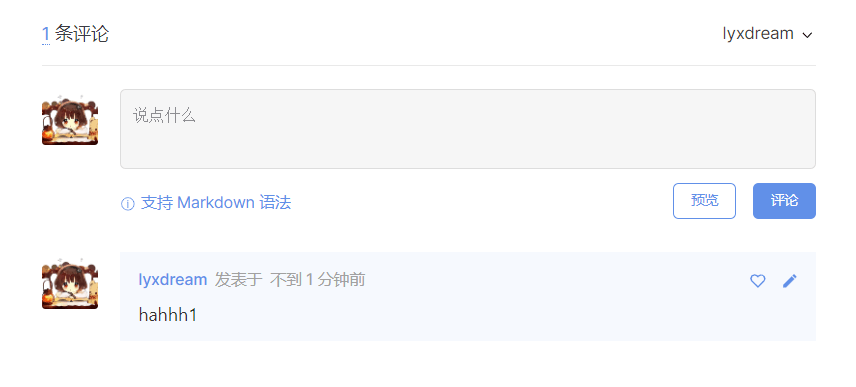 1 条评论
lyxdream
说点什么
支持 Markdown 语法
预览
评论
lyxdream 发表于 不到 1 分钟前
hahhh1